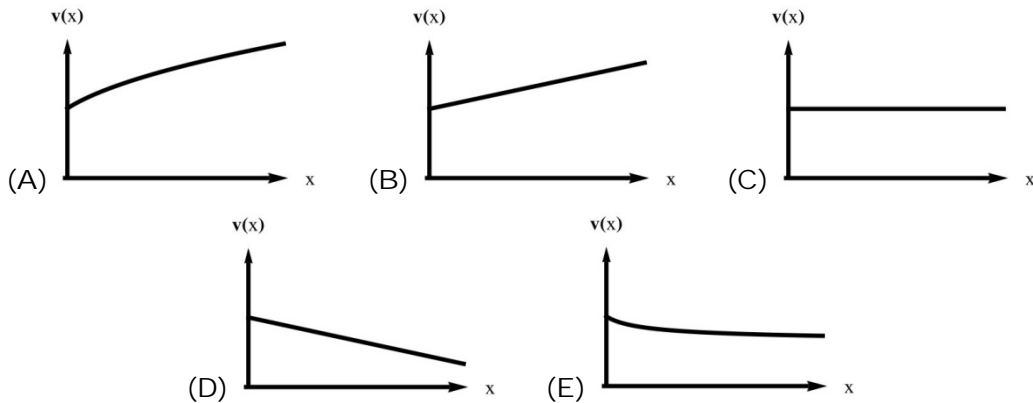 v(x) v(x) v(x)
(A) x (B) x (C) x
v(x) v(x)
(D) x (E) x